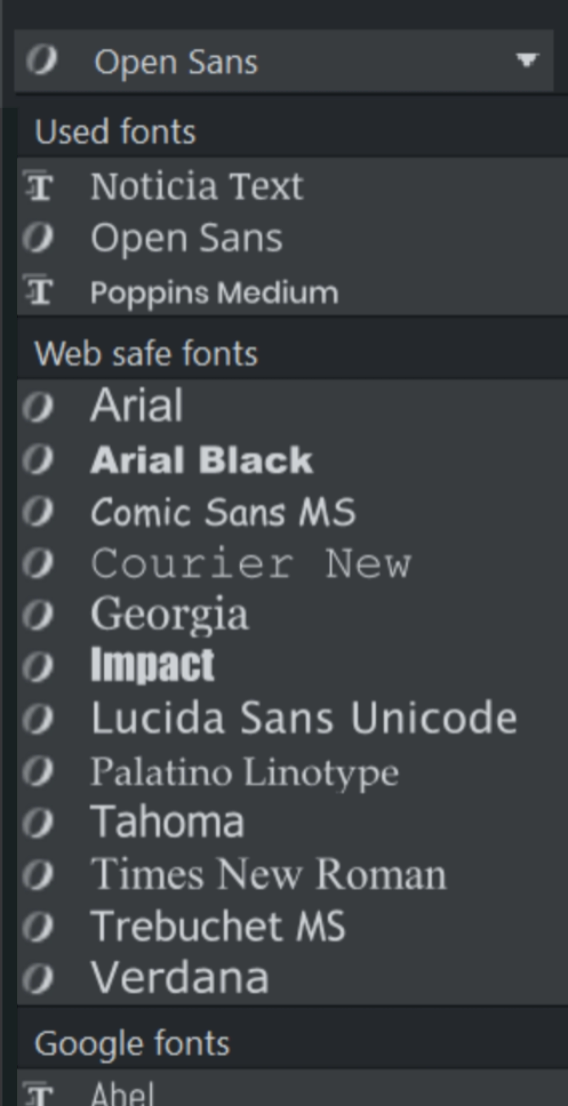 Open Sans
Used fonts
Noticia Text
Open Sans
Poppins Medium
Web safe fonts
Arial
Arial Black
Comic Sans MS
Courier New
Georgia
Impact
Lucida Sans Unicode
Palatino Linotype
Tahoma
Times New Roman
Trebuchet MS
Verdana
Google fonts
Abel